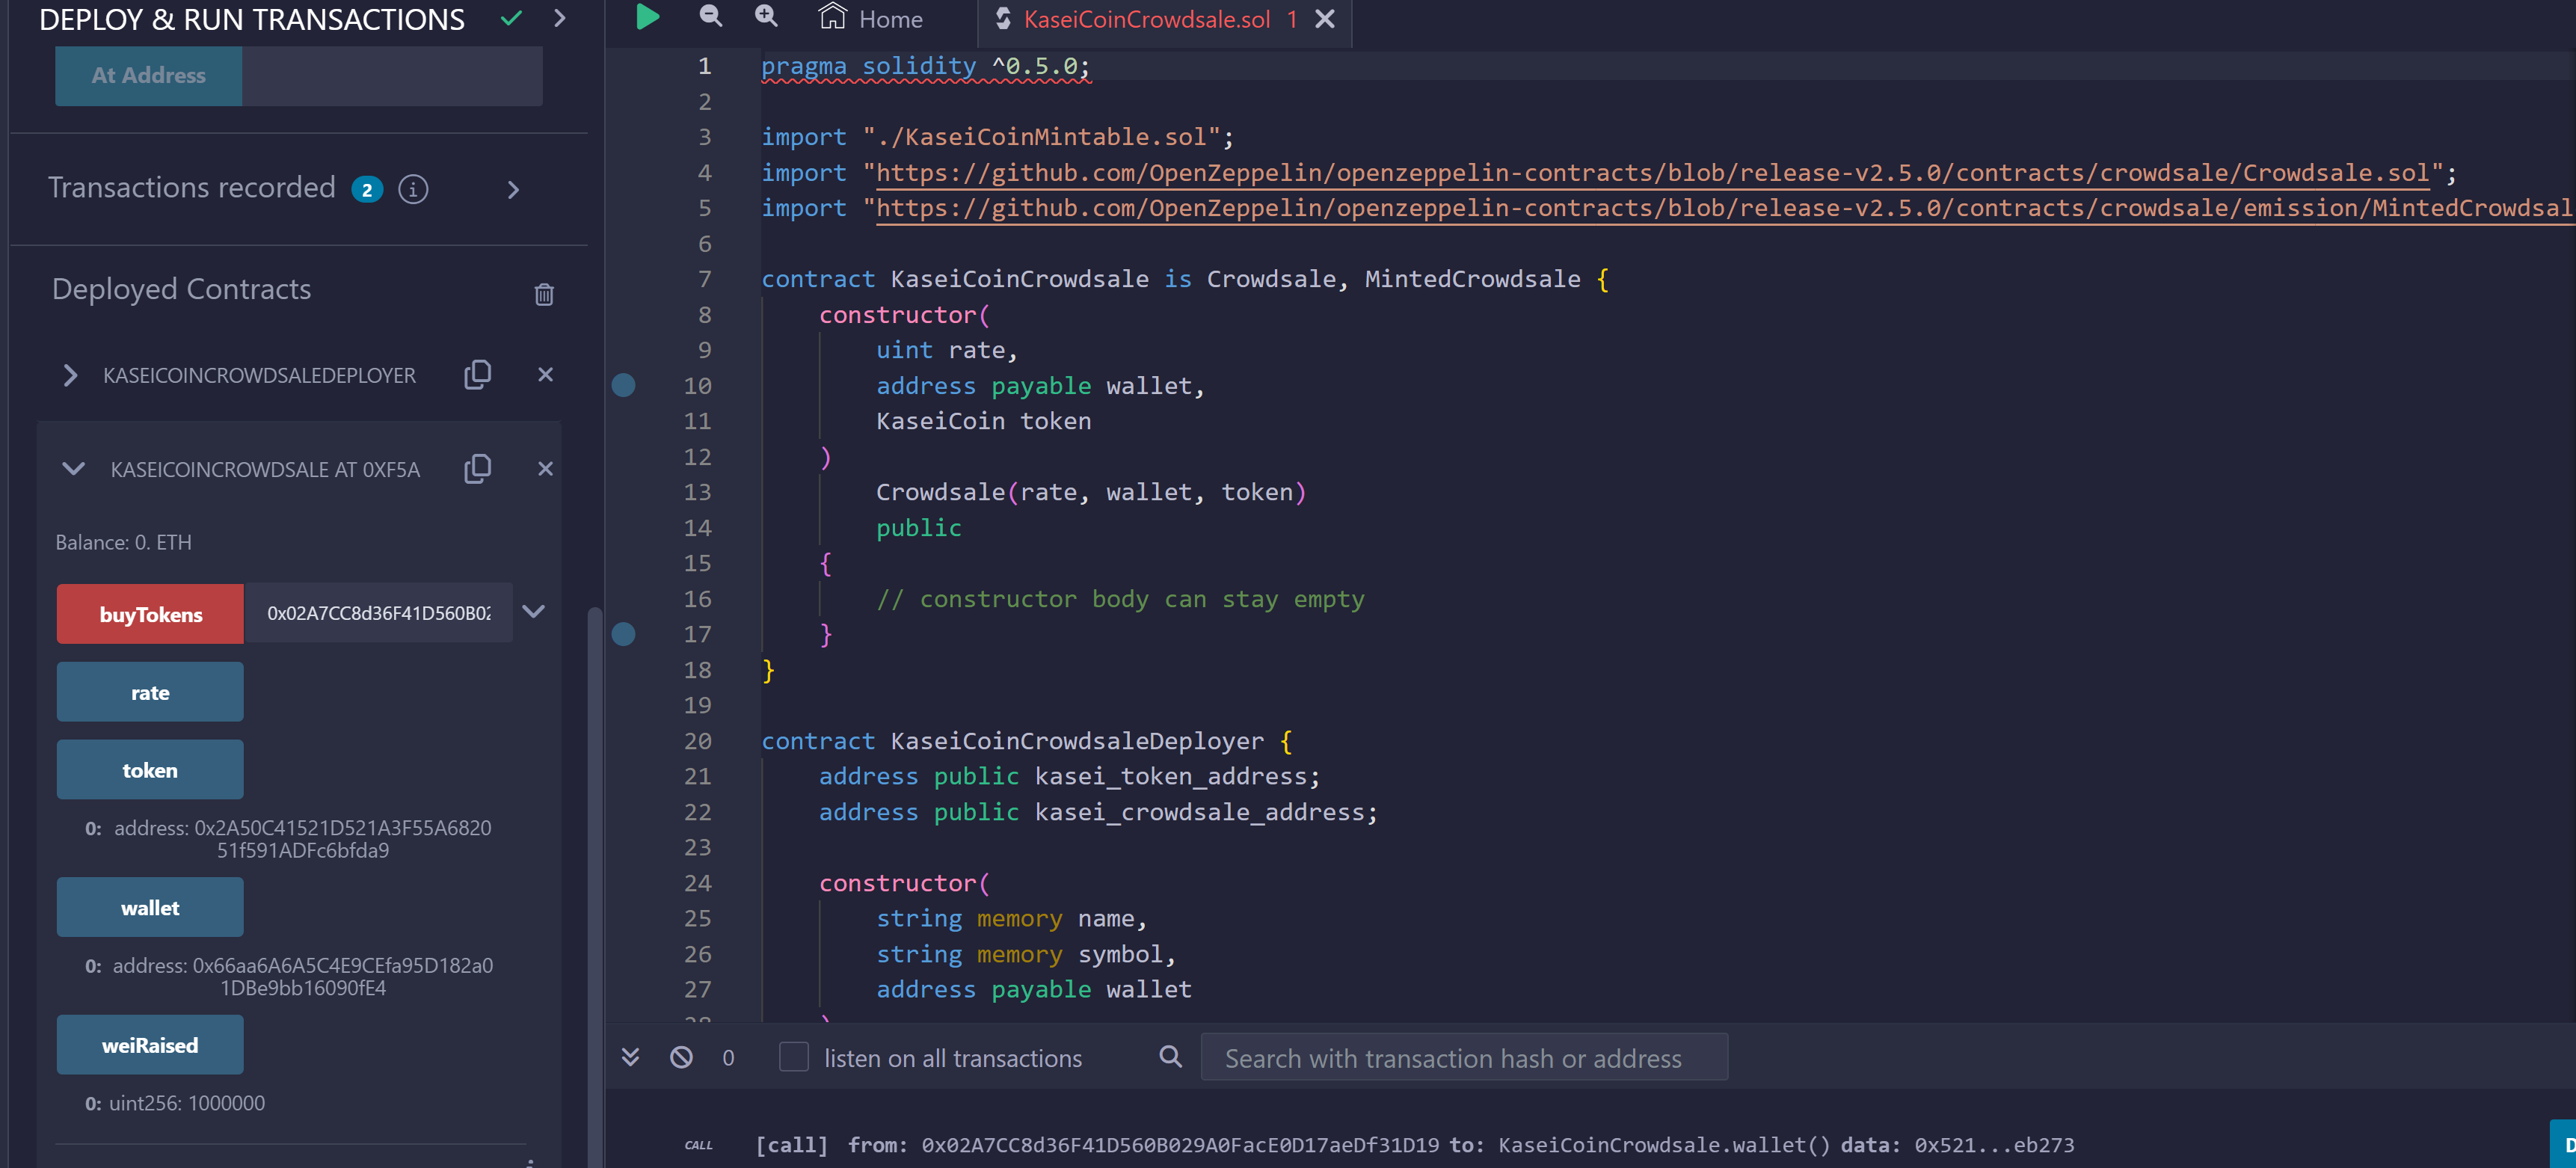 DEPLOY & RUN TRANSACTIONS
At Address
Transactions recorded 2
Deployed Contracts
KASEICOINCROWDSALEDEPLOYER
KASEICOINCROWDSALE AT 0XF5A
Balance: 0. ETH
buyTokens 0x02A7CC8d36F41D560B02
rate
token
0: address: 0x2A50C41521D521A3F55A6820
51f591ADFc6bfda9
wallet
0: address: 0x66aa6A6A5C4E9CEfa95D182a0
1DBe9bb16090fE4
weiRaised
0: uint256: 1000000
Home KaseiCoinCrowdsale.sol 1
1 pragma solidity ^0.5.0;
2
3 import "./KaseiCoinMintable.sol";
4 import "https://github.com/OpenZeppelin/openzeppelin-contracts/blob/release-v2.5.0/contracts/crowdsale/Crowdsale.sol";
5 import "https://github.com/OpenZeppelin/openzeppelin-contracts/blob/release-v2.5.0/contracts/crowdsale/emission/MintedCrowdsal
6
7 contract KaseiCoinCrowdsale is Crowdsale, MintedCrowdsale {
8 constructor(
9 uint rate,
10 address payable wallet,
11 KaseiCoin token
12 )
13 Crowdsale(rate, wallet, token)
14 public
15 {
16 // constructor body can stay empty
17 }
18 }
19
20 contract KaseiCoinCrowdsaleDeployer {
21 address public kasei_token_address;
22 address public kasei_crowdsale_address;
23
24 constructor(
25 string memory name,
26 string memory symbol,
27 address payable wallet
28 )
0 listen on all transactions Search with transaction hash or address
CALL [call] from: 0x02A7CC8d36F41D560B029A0FacE0D17aeDf31D19 to: KaseiCoinCrowdsale.wallet() data: 0x521...eb273